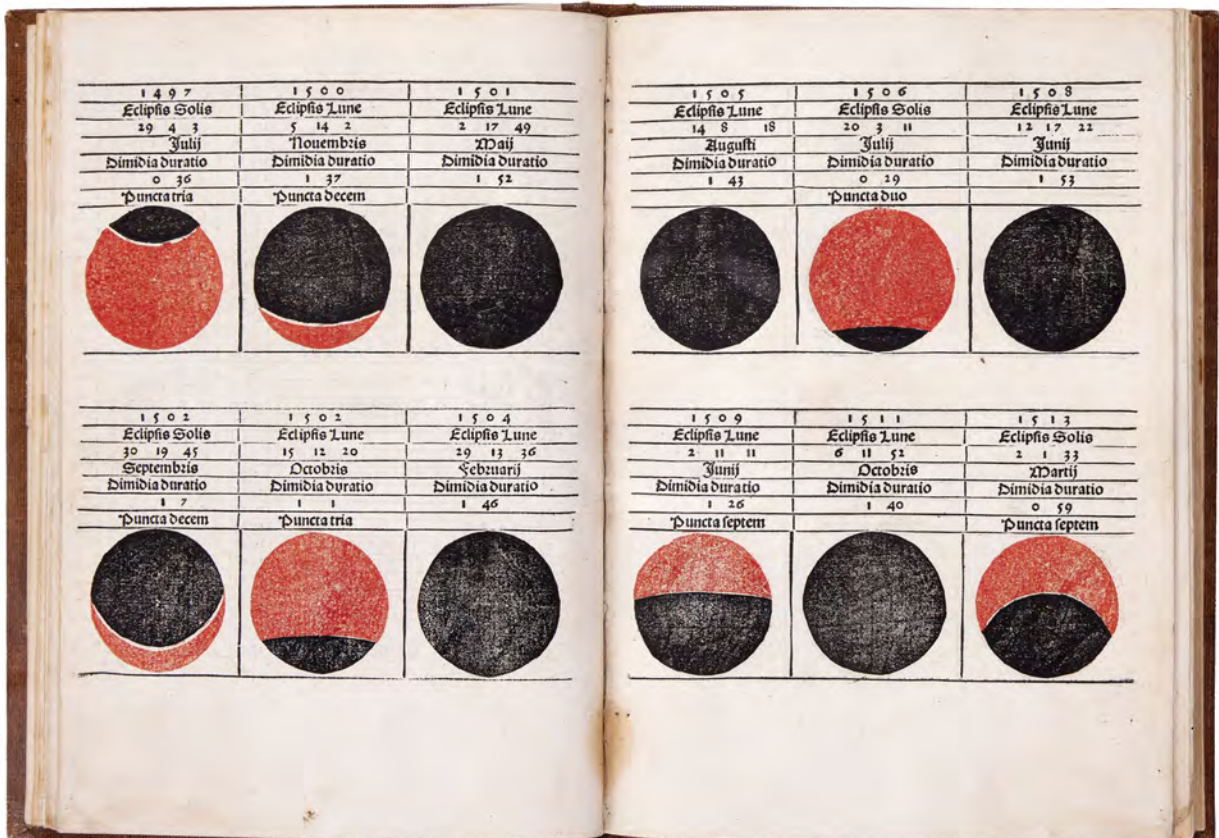 1497 1500 1501
Eclipsis Solis Eclipsis Lune Eclipsis Lune
29 4 3 5 14 2 2 17 49
Julij Nouembris Maij
Dimidia duratio Dimidia duratio Dimidia duratio
0 36 1 37 1 52
Puncta tria Puncta decem
1502 1502 1504
Eclipsis Solis Eclipsis Lune Eclipsis Lune
30 19 45 15 12 20 29 13 36
Septembris Octobris Februarij
Dimidia duratio Dimidia duratio Dimidia duratio
1 7 1 1 1 46
Puncta decem Puncta tria
1505 1506 1508
Eclipsis Lune Eclipsis Solis Eclipsis Lune
14 8 18 20 3 11 12 17 22
Augusti Julij Junij
Dimidia duratio Dimidia duratio Dimidia duratio
1 43 0 29 1 53
Puncta duo
1509 1511 1513
Eclipsis Lune Eclipsis Lune Eclipsis Solis
2 11 11 6 11 52 2 1 33
Junij Octobris Martij
Dimidia duratio Dimidia duratio Dimidia duratio
1 26 1 40 0 59
Puncta septem Puncta septem